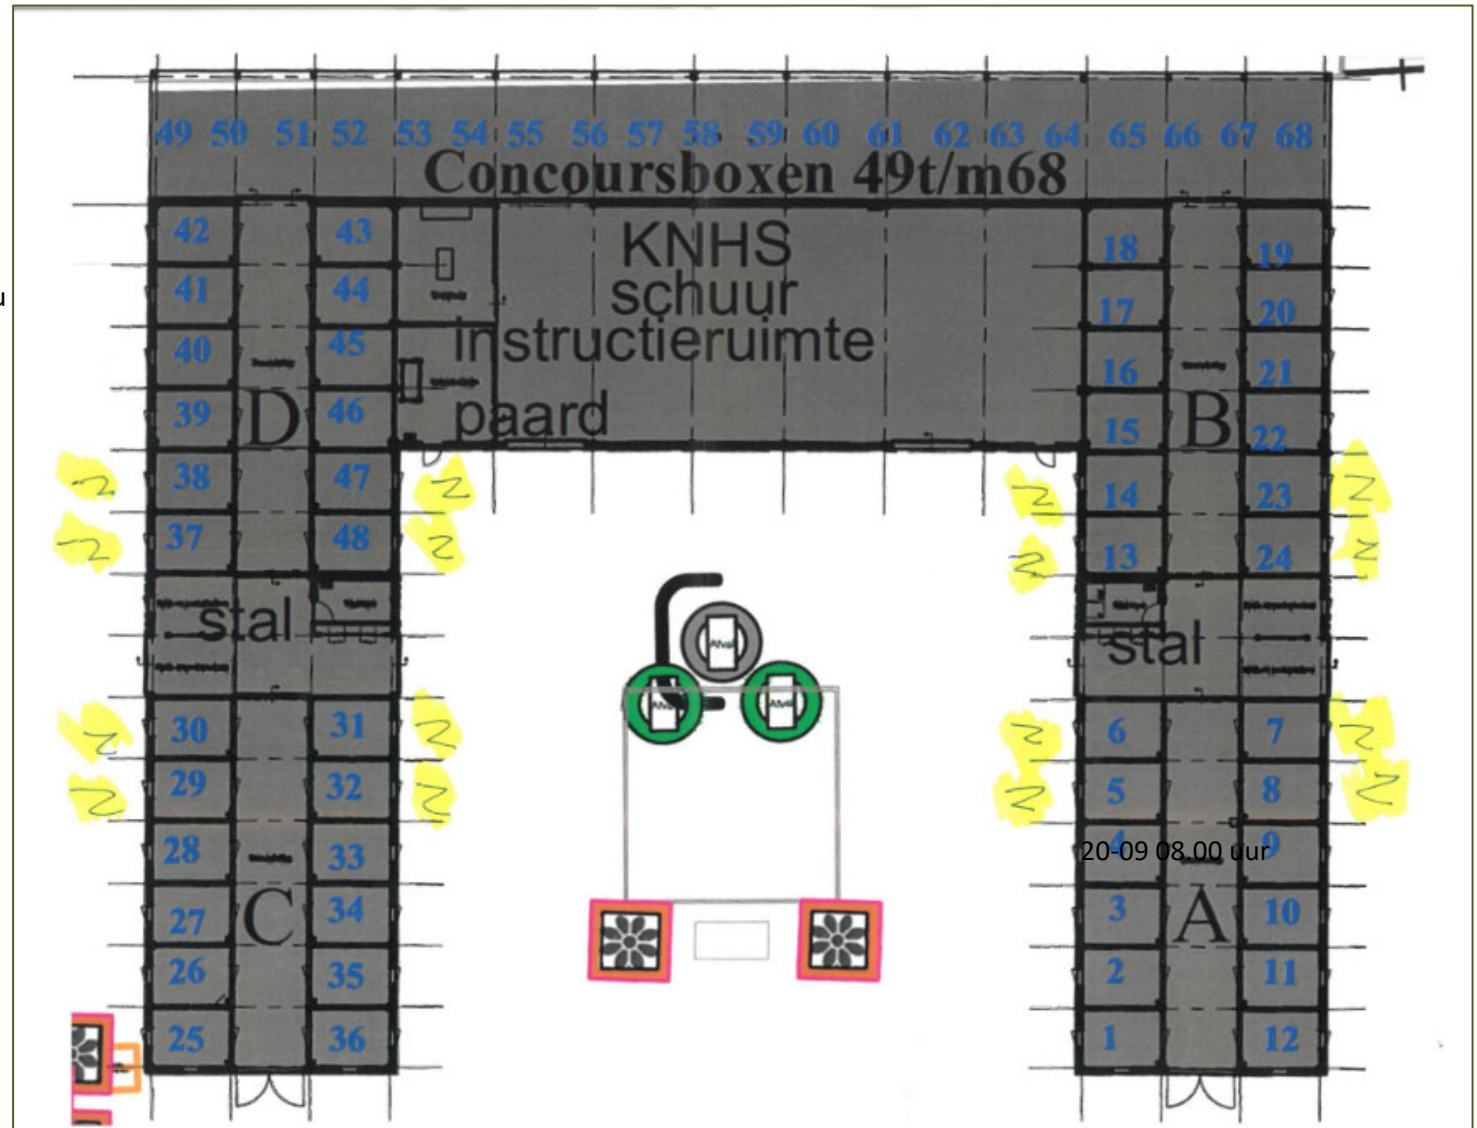 49 50 51 52 53 54 55 56 57 58 59 60 61 62 63 64 65 66 67 68
Concoursboxen 49t/m68
42 43 KNHS 18 19
41 44 schuur 17 20
40 45 instructieruimte 16 21
39 D 46 paard 15 B 22
38 47 14 23
37 48 13 24
stal stal
Afval
Afval
30 31 6 7
29 32 5 8
28 33 4 9
20-09 08.00 uur
27 C 34 3 A 10
26 35 2 11
25 36 1 12